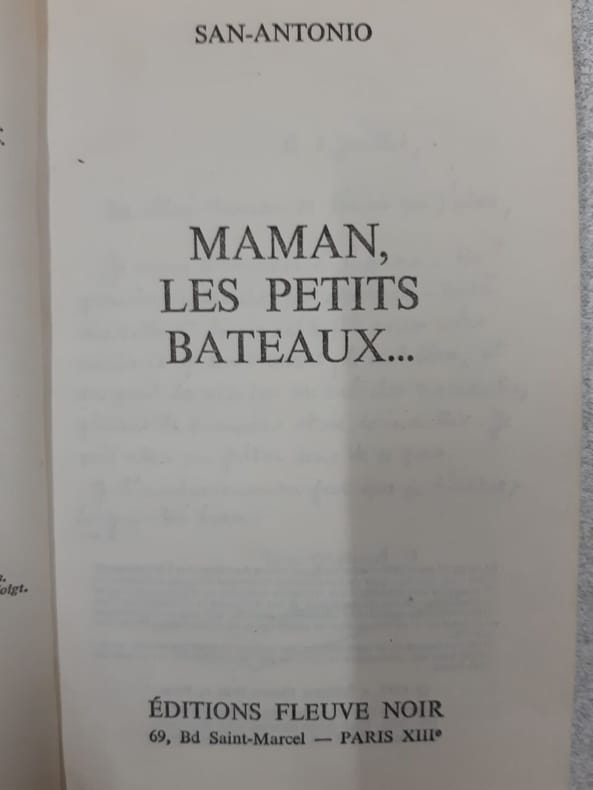 SAN-ANTONIO
MAMAN,
LES PETITS
BATEAUX...
ÉDITIONS FLEUVE NOIR
69, Bd Saint-Marcel — PARIS XIIIᵉ